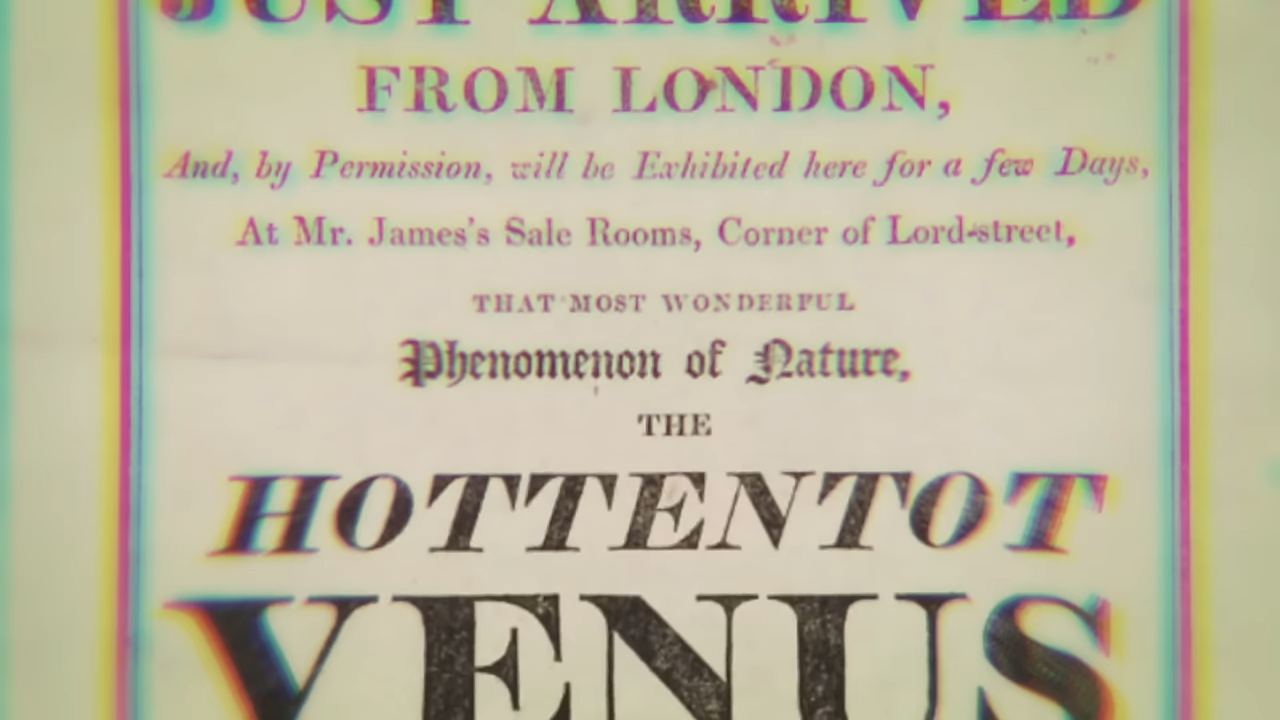 JUST ARRIVED
FROM LONDON,
And, by Permission, will be Exhibited here for a few Days,
At Mr. James's Sale Rooms, Corner of Lord-street,
THAT MOST WONDERFUL
Phenomenon of Nature,
THE
HOTTENTOT
VENUS